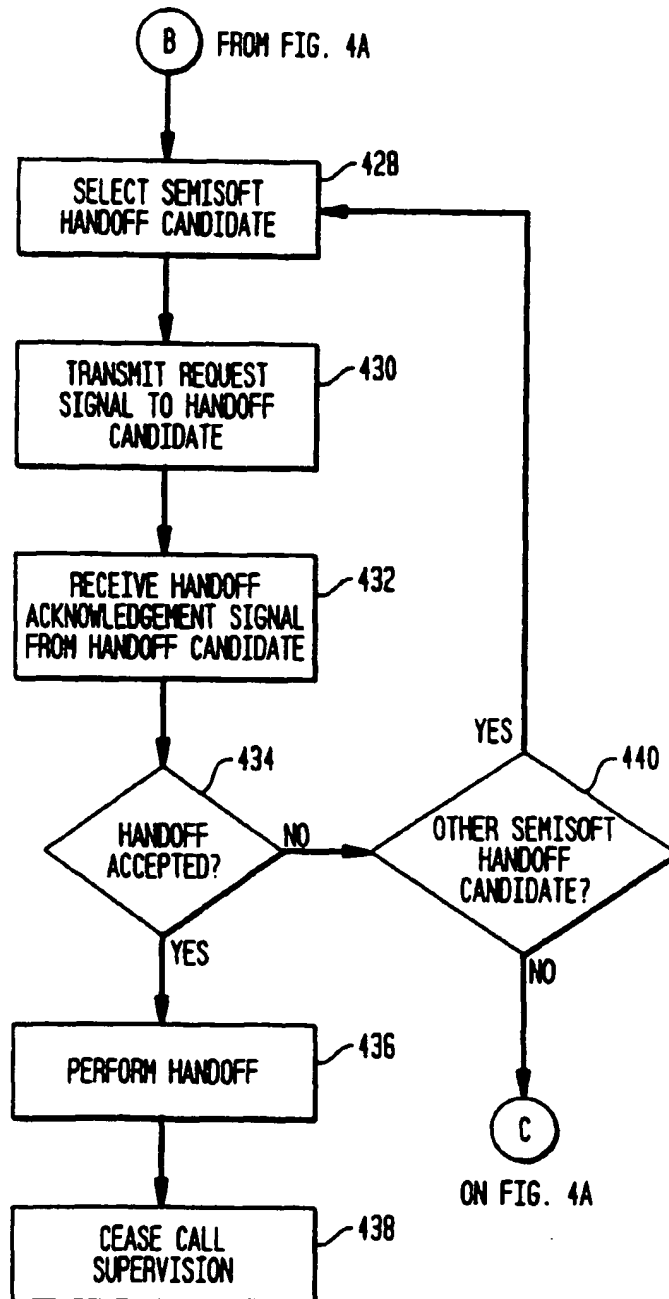 B FROM FIG. 4A
428
SELECT SEMISOFT
HANDOFF CANDIDATE
430
TRANSMIT REQUEST
SIGNAL TO HANDOFF
CANDIDATE
432
RECEIVE HANDOFF
ACKNOWLEDGEMENT SIGNAL
FROM HANDOFF CANDIDATE
434
HANDOFF
ACCEPTED?
NO
YES
440
OTHER SEMISOFT
HANDOFF
CANDIDATE?
YES
NO
436
PERFORM HANDOFF
C
ON FIG. 4A
438
CEASE CALL
SUPERVISION